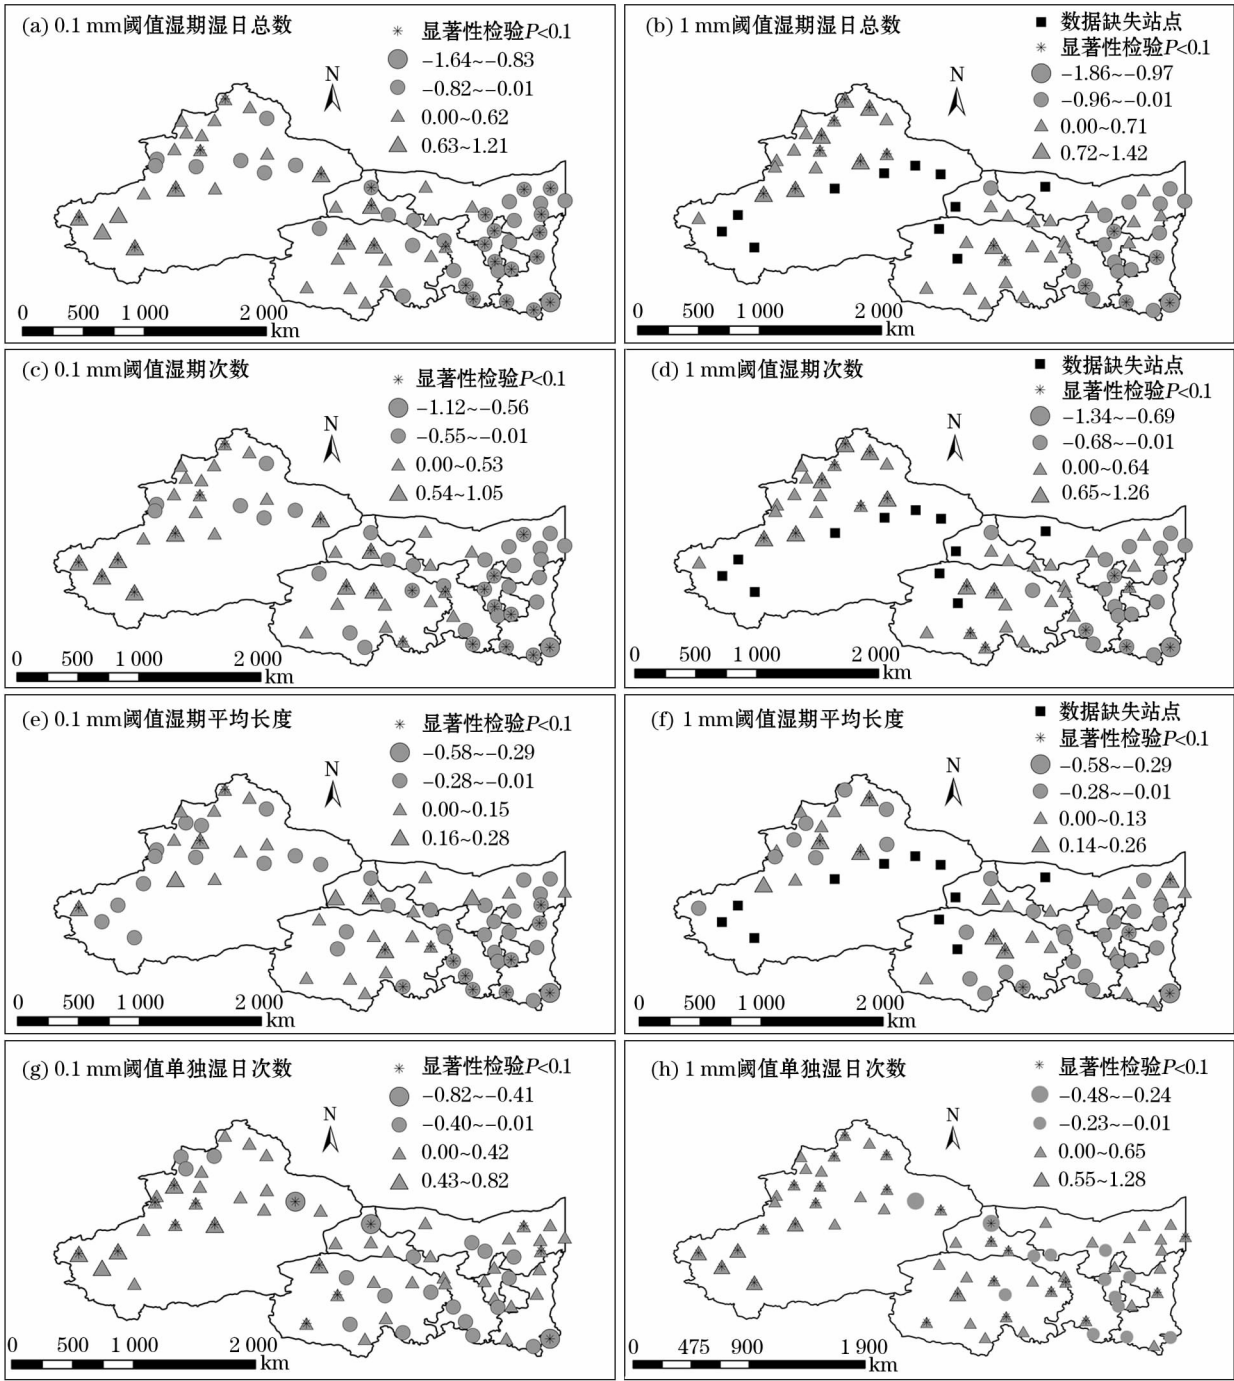 (a) 0.1 mm阈值湿期湿日总数
显著性检验P<0.1
-1.64~-0.83
-0.82~-0.01
0.00~0.62
0.63~1.21
N
0 500 1 000 2 000
km
(b) 1 mm阈值湿期湿日总数
数据缺失站点
显著性检验P<0.1
-1.86~-0.97
-0.96~-0.01
0.00~0.71
0.72~1.42
N
0 500 1 000 2 000
km
(c) 0.1 mm阈值湿期次数
显著性检验P<0.1
-1.12~-0.56
-0.55~-0.01
0.00~0.53
0.54~1.05
N
0 500 1 000 2 000
km
(d) 1 mm阈值湿期次数
数据缺失站点
显著性检验P<0.1
-1.34~-0.69
-0.68~-0.01
0.00~0.64
0.65~1.26
N
0 500 1 000 2 000
km
(e) 0.1 mm阈值湿期平均长度
显著性检验P<0.1
-0.58~-0.29
-0.28~-0.01
0.00~0.15
0.16~0.28
N
0 500 1 000 2 000
km
(f) 1 mm阈值湿期平均长度
数据缺失站点
显著性检验P<0.1
-0.58~-0.29
-0.28~-0.01
0.00~0.13
0.14~0.26
N
0 500 1 000 2 000
km
(g) 0.1 mm阈值单独湿日次数
显著性检验P<0.1
-0.82~-0.41
-0.40~-0.01
0.00~0.42
0.43~0.82
N
0 500 1 000 2 000
km
(h) 1 mm阈值单独湿日次数
显著性检验P<0.1
-0.48~-0.24
-0.23~-0.01
0.00~0.65
0.55~1.28
N
0 475 900 1 900
km